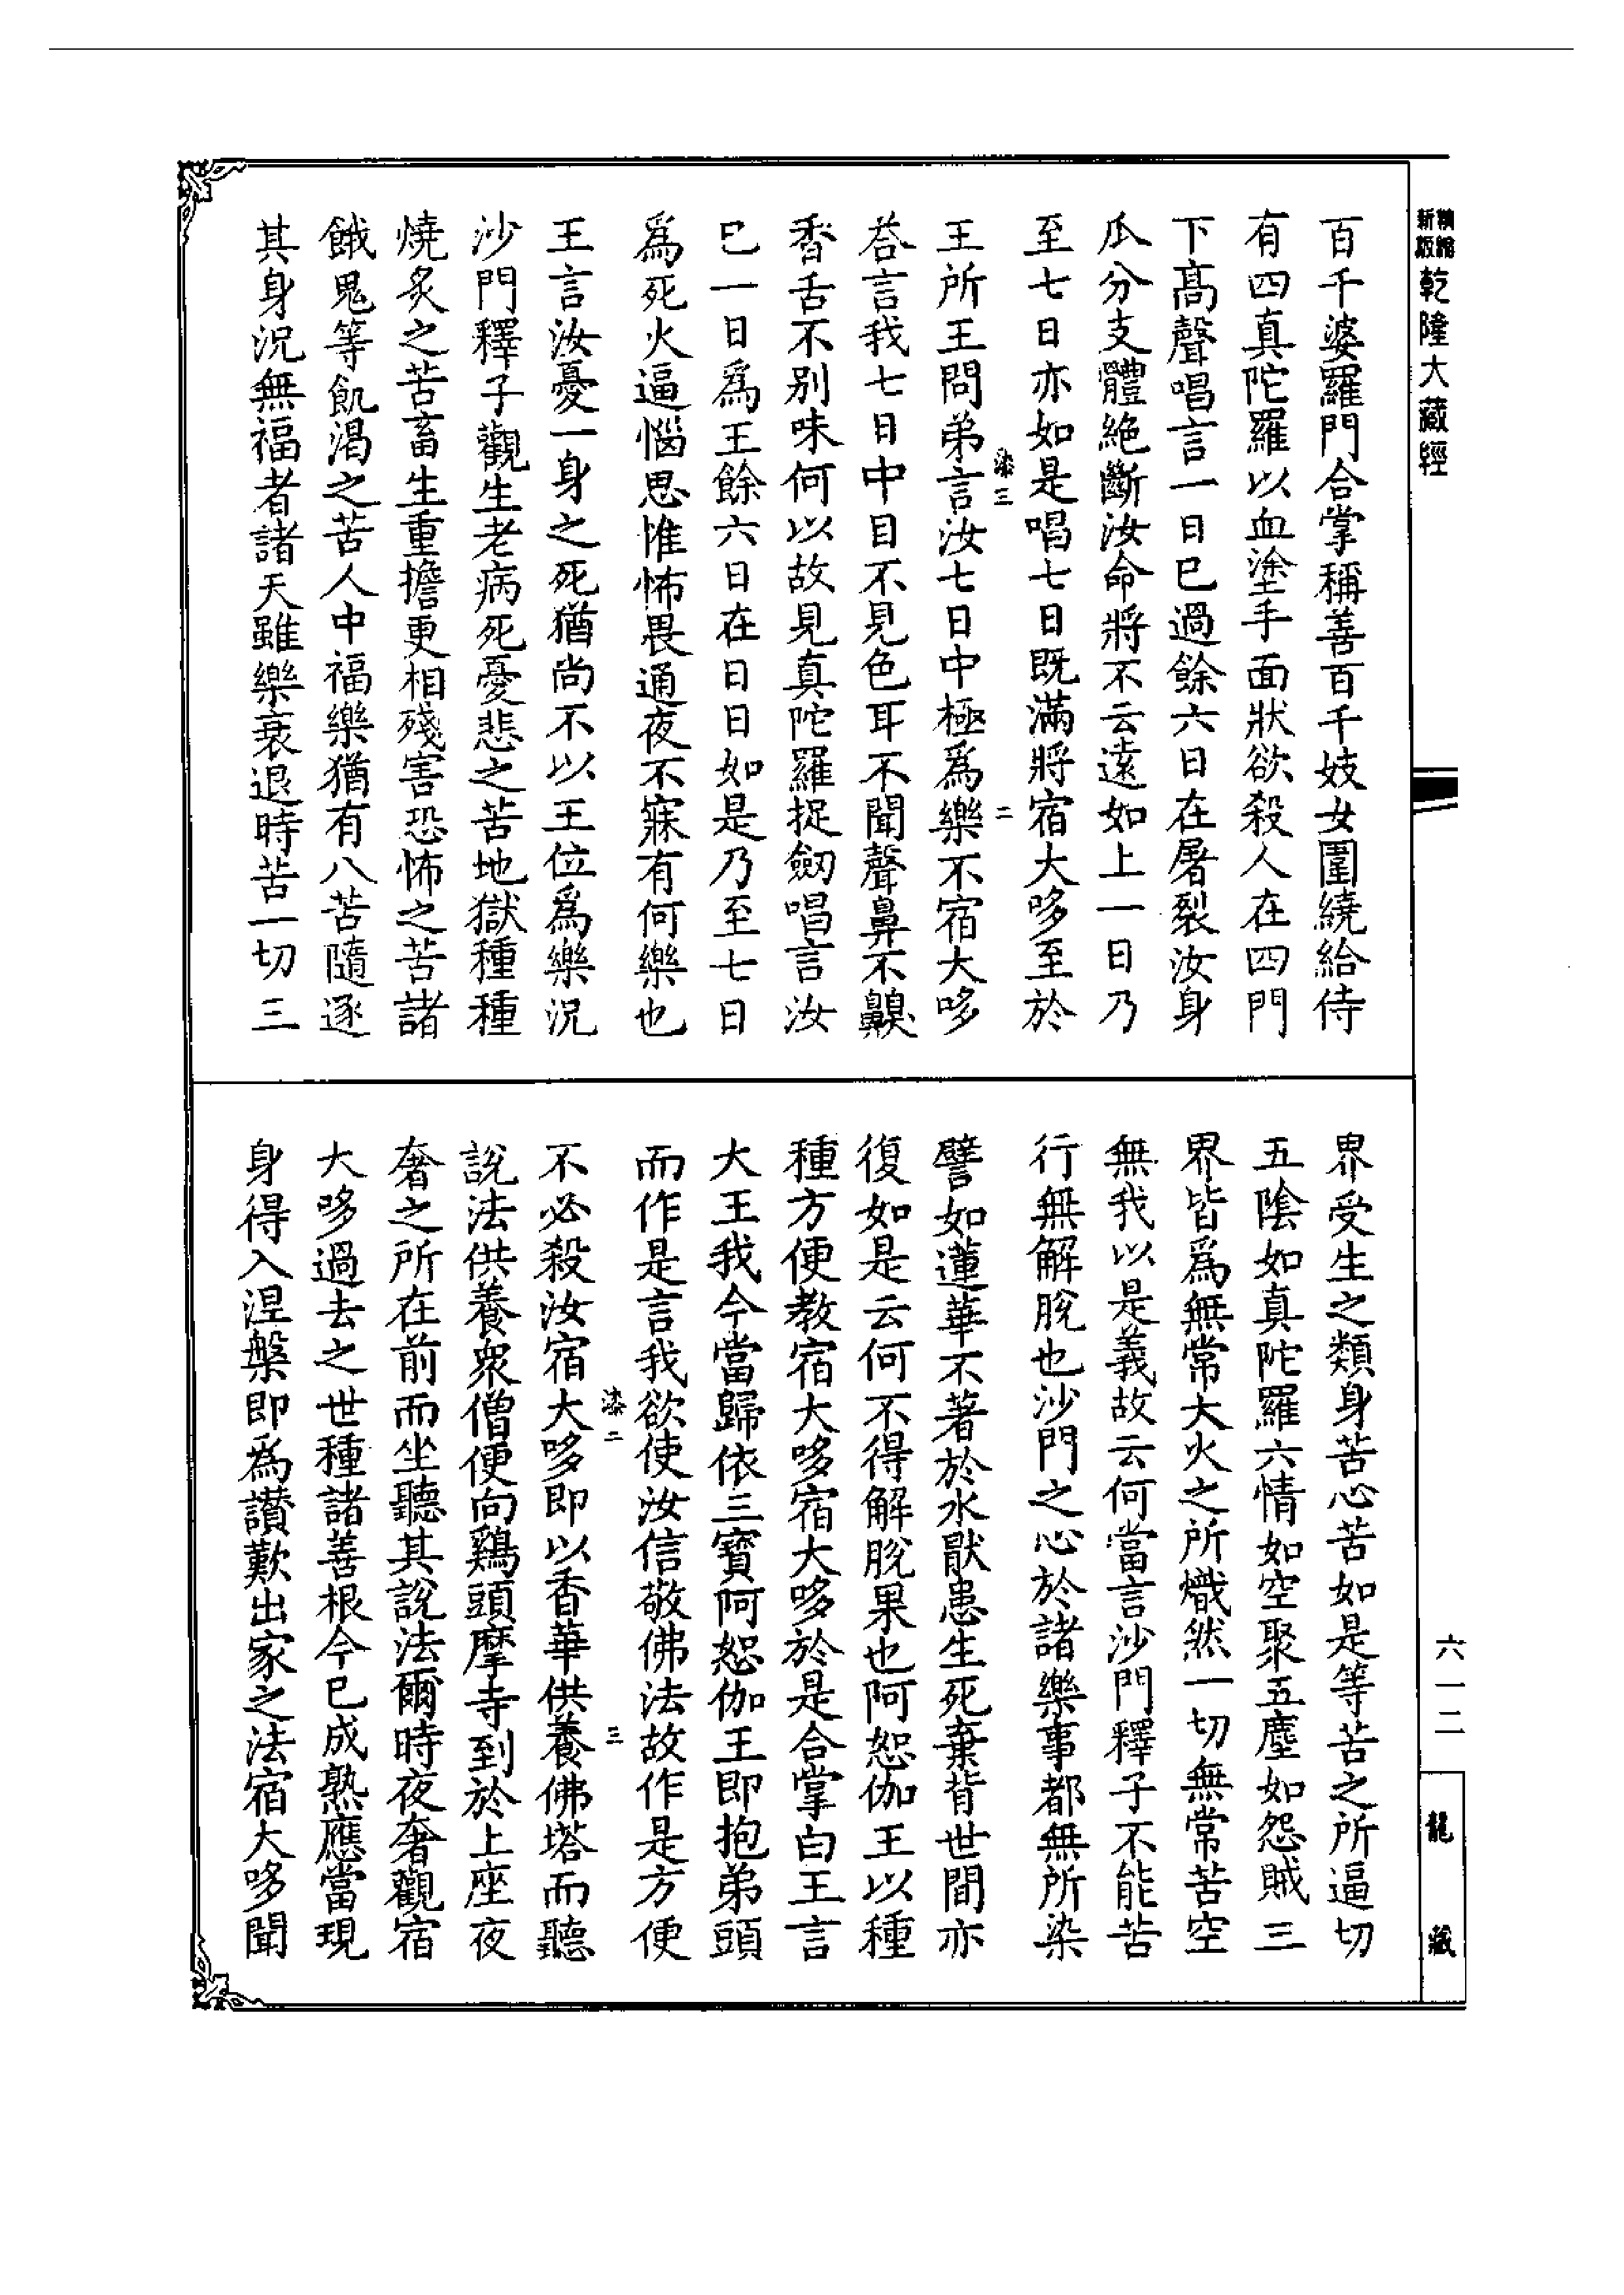 精縮新版乾隆大藏經
百千婆羅門合掌稱善百千妓女圍繞給侍
有四真陀羅以血塗手面狀欲殺人在四門
下高聲唱言一日已過餘六日在屠裂汝身
瓜分支體絶斷汝命將不云遠如上一日乃
至七日亦如是唱七日既滿將宿大哆至於
王所王問弟言汝七日中極爲樂不宿大哆
荅言我七日中目不見色耳不聞聲鼻不齅
香舌不別味何以故見真陀羅捉劒唱言汝
已一日爲王餘六日在日日如是乃至七日
爲死火逼惱思惟怖畏通夜不寐有何樂也
王言汝憂一身之死猶尚不以王位爲樂況
沙門釋子觀生老病死憂悲之苦地獄種種
燒炙之苦畜生重擔更相殘害恐怖之苦諸
餓鬼等飢渴之苦人中福樂猶有八苦隨逐
其身況無福者諸天雖樂衰退時苦一切三
界受生之類身苦心苦如是等苦之所逼切
五陰如真陀羅六情如空聚五塵如怨賊三
界皆爲無常大火之所熾然一切無常苦空
無我以是義故云何當言沙門釋子不能苦
行無解脫也沙門之心於諸樂事都無所染
譬如蓮華不著於水猒患生死棄背世間亦
復如是云何不得解脫果也阿恕伽王以種
種方便教宿大哆宿大哆於是合掌白王言
大王我今當歸依三寶阿恕伽王即抱弟頭
而作是言我欲使汝信敬佛法故作是方便
不必殺汝宿大哆即以香華供養佛塔而聽
說法供養衆僧便向鷄頭摩寺到於上座夜
奢之所在前而坐聽其說法爾時夜奢觀宿
大哆過去之世種諸善根今已成熟應當現
身得入涅槃即爲讚歎出家之法宿大哆聞
漆三
二
漆二
三
六一二
龍藏